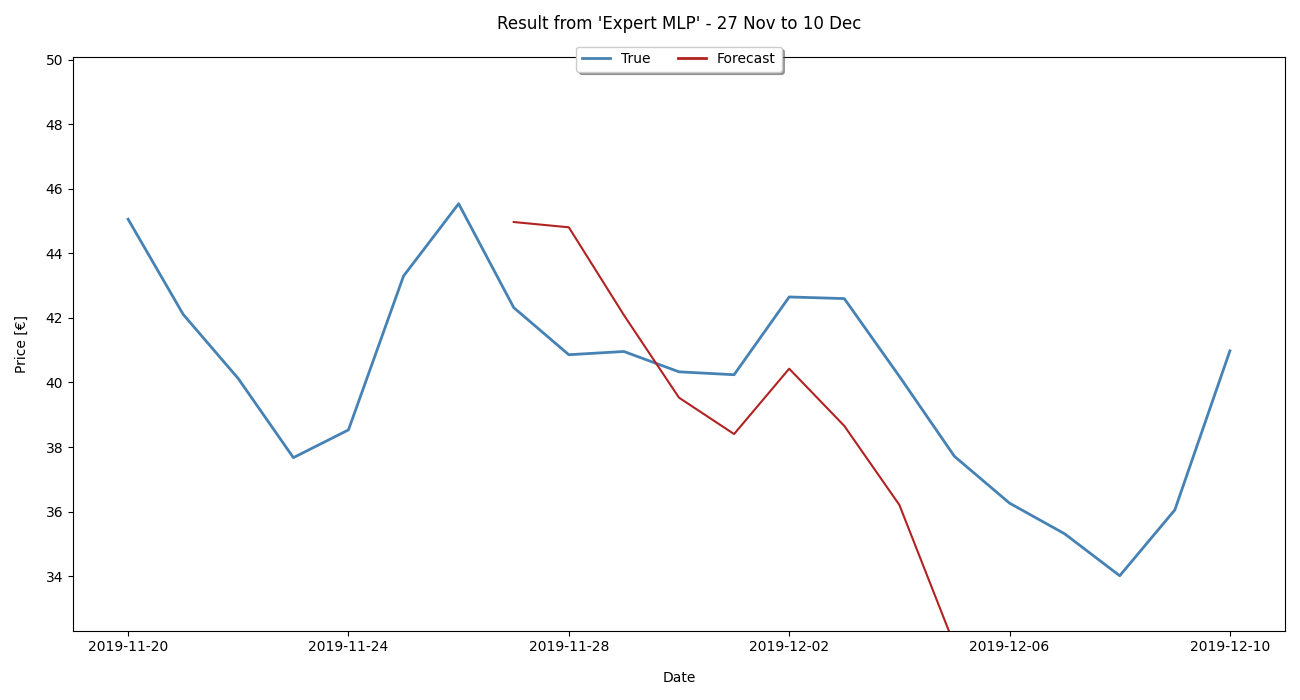 Result from 'Expert MLP' - 27 Nov to 10 Dec
True Forecast
50
48
46
44
42
40
38
36
34
Price [€]
2019-11-20 2019-11-24 2019-11-28 2019-12-02 2019-12-06 2019-12-10
Date